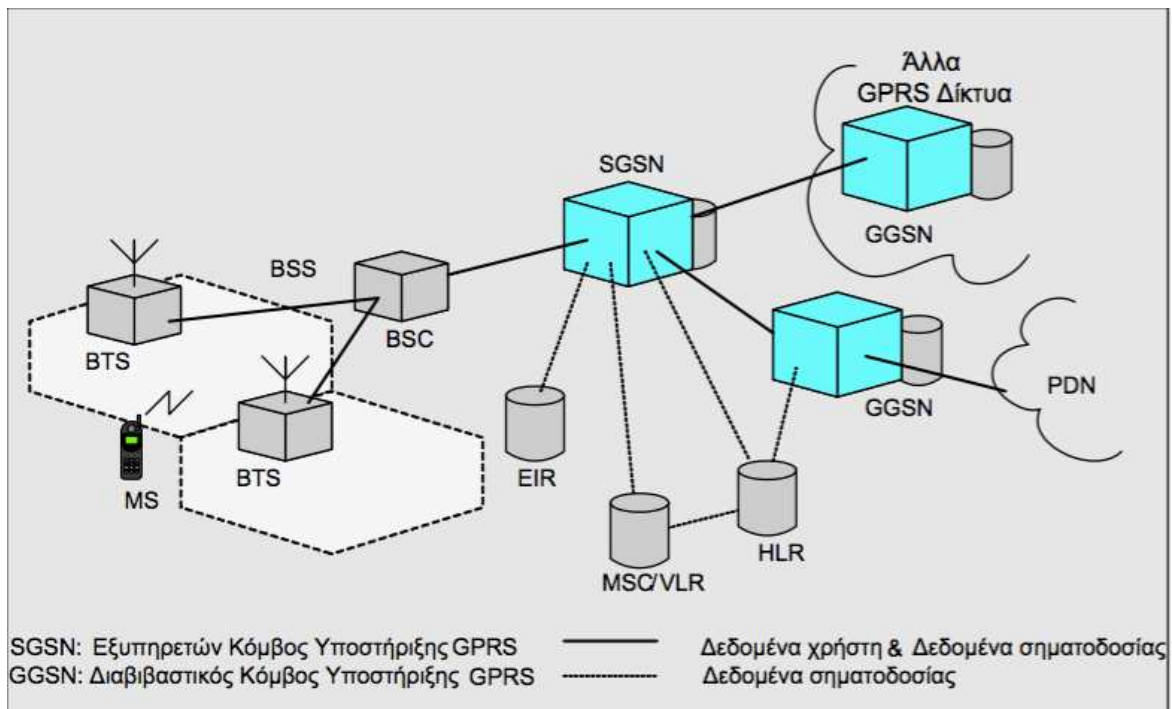 Άλλα
GPRS Δίκτυα
SGSN
GGSN
BSS
BSC
BTS
GGSN
PDN
BTS
MS
EIR
HLR
MSC/VLR
SGSN: Εξυπηρετών Κόμβος Υποστήριξης GPRS
Δεδομένα χρήστη & Δεδομένα σηματοδοσίας
GGSN: Διαβιβαστικός Κόμβος Υποστήριξης GPRS
Δεδομένα σηματοδοσίας